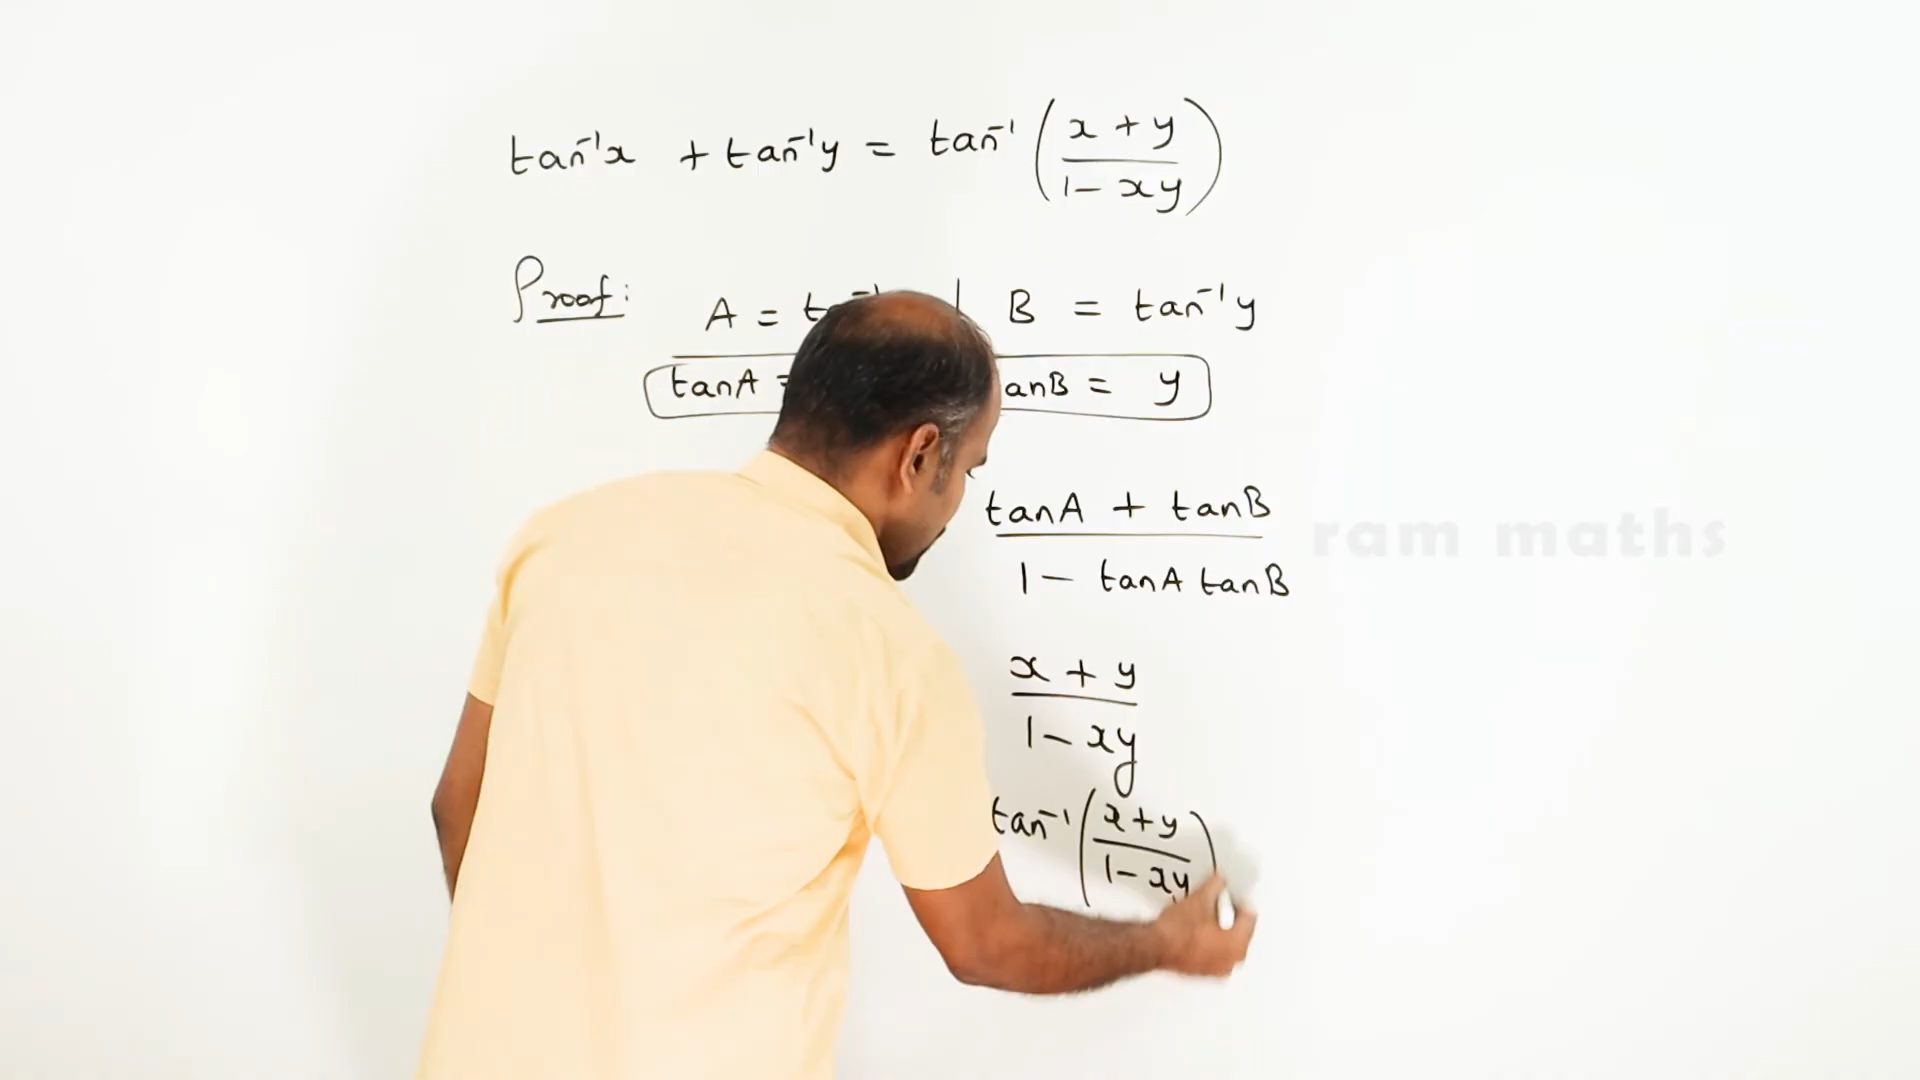 tan⁻¹x + tan⁻¹y = tan⁻¹ (x + y / 1 - xy)
Proof: A = B = tan⁻¹y
tanA = anB = y
tanA + tanB
1 - tanA tanB
ram maths
x + y
1 - xy
tan⁻¹ (x + y / 1 - xy)